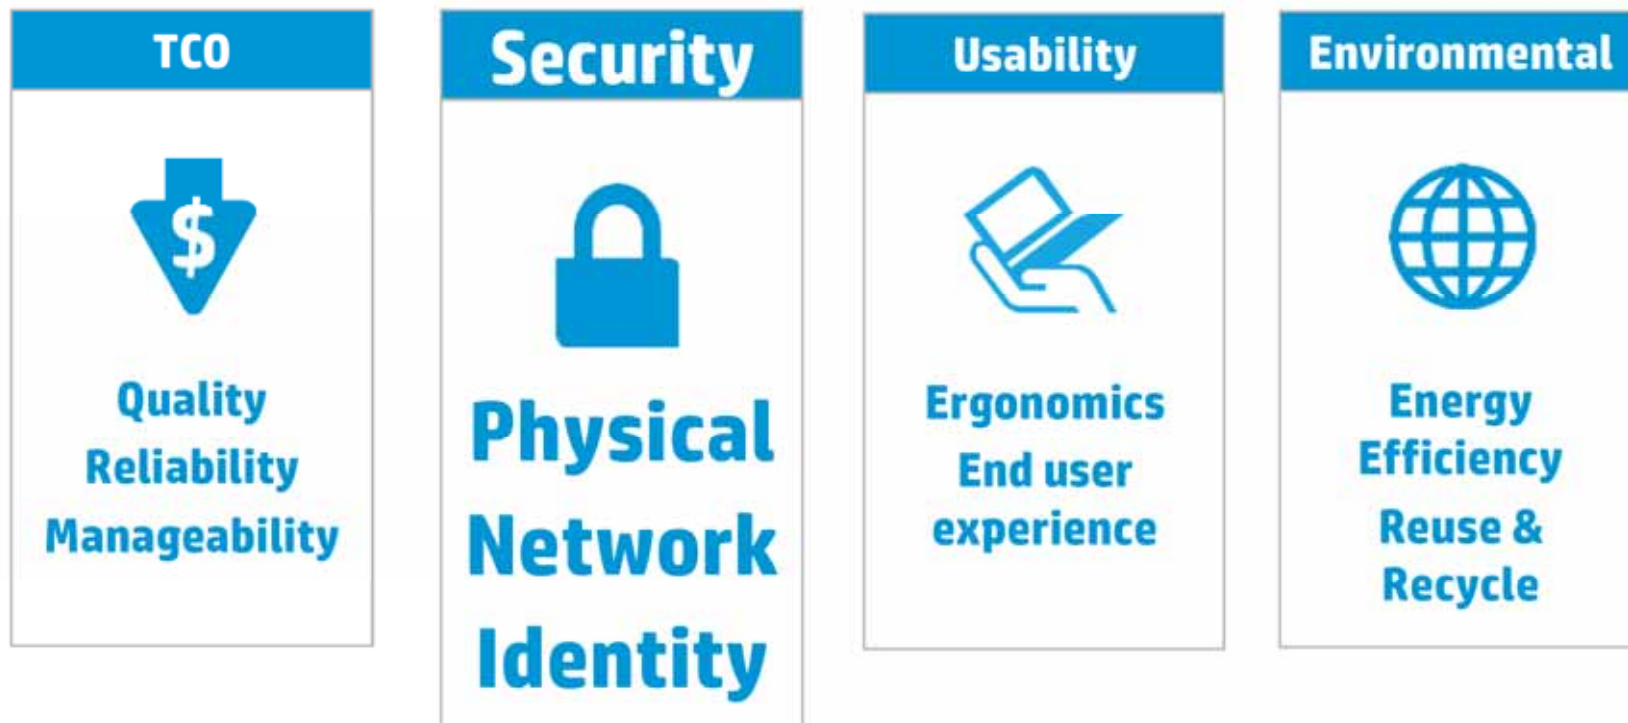 TCO
$
Quality
Reliability
Manageability
Security
Physical
Network
Identity
Usability
Ergonomics
End user
experience
Environmental
Energy
Efficiency
Reuse &
Recycle